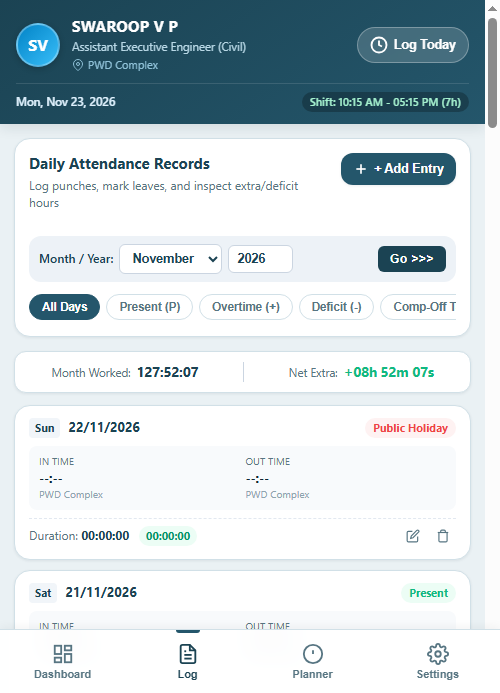 SV
SWAROOP V P
Assistant Executive Engineer (Civil)
PWD Complex
Log Today
Mon, Nov 23, 2026
Shift: 10:15 AM - 05:15 PM (7h)
Daily Attendance Records
Log punches, mark leaves, and inspect extra/deficit
hours
+ Add Entry
Month / Year: November 2026 Go >>>
All Days Present (P) Overtime (+) Deficit (-) Comp-Off T
Month Worked: 127:52:07 Net Extra: +08h 52m 07s
Sun 22/11/2026 Public Holiday
IN TIME OUT TIME
--:-- --:--
PWD Complex PWD Complex
Duration: 00:00:00 00:00:00
Sat 21/11/2026 Present
IN TIME OUT TIME
Dashboard Log Planner Settings